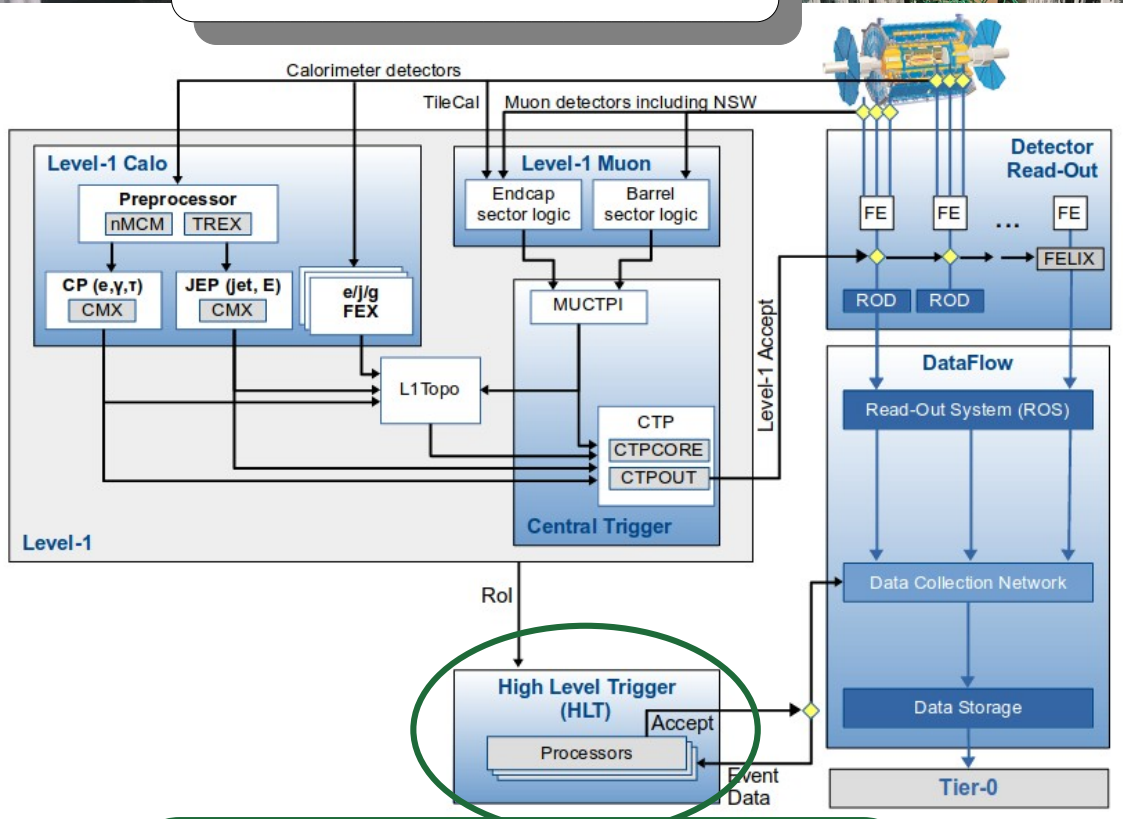 Calorimeter detectors
TileCal
Muon detectors including NSW
Level-1 Calo
Preprocessor
nMCM
TREX
CP (e,γ,τ)
CMX
JEP (jet, E)
CMX
e/j/g
FEX
Level-1 Muon
Endcap
sector logic
Barrel
sector logic
MUCTPI
L1Topo
CTP
CTPCORE
CTPOUT
Central Trigger
Level-1
Level-1 Accept
Detector
Read-Out
FE
FE
...
FE
FELIX
ROD
ROD
DataFlow
Read-Out System (ROS)
Data Collection Network
Data Storage
Tier-0
RoI
High Level Trigger
(HLT)
Accept
Processors
Event
Data